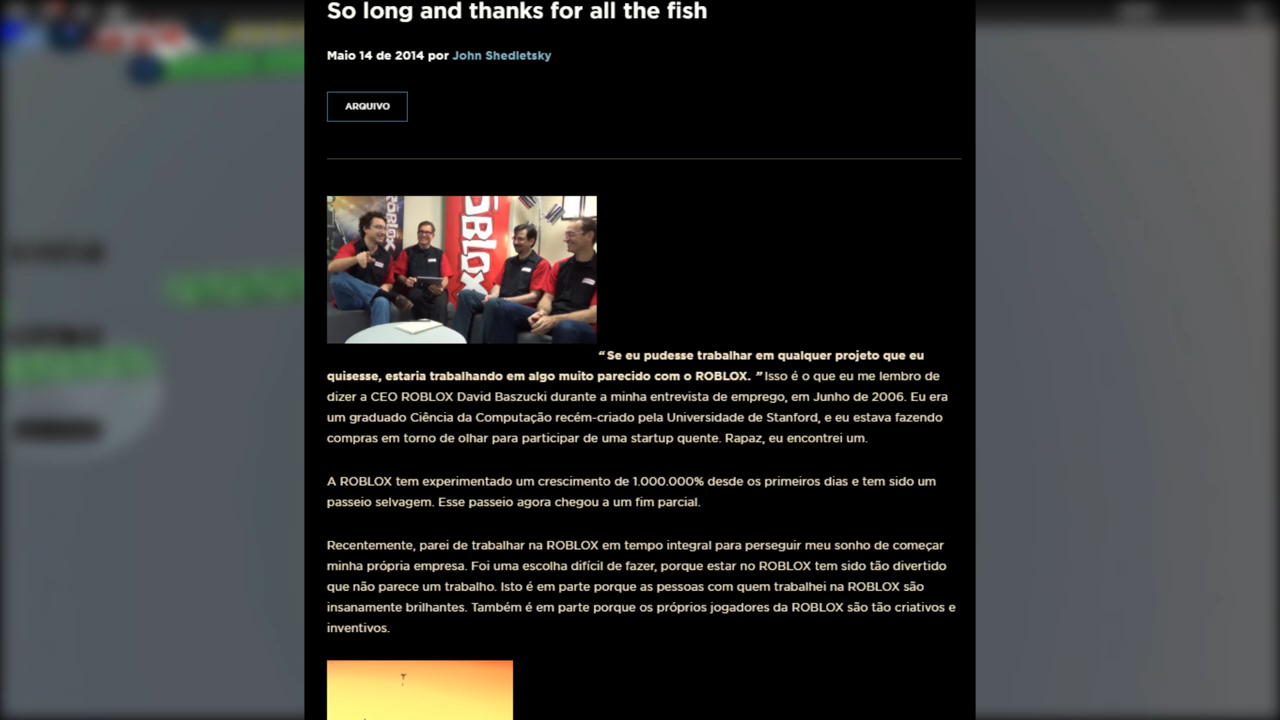 So long and thanks for all the fish
Maio 14 de 2014 por John Shedletsky
ARQUIVO
ROBLOX
ROBLOX
“Se eu pudesse trabalhar em qualquer projeto que eu
quisesse, estaria trabalhando em algo muito parecido com o ROBLOX. ” Isso é o que eu me lembro de
dizer a CEO ROBLOX David Baszucki durante a minha entrevista de emprego, em Junho de 2006. Eu era
um graduado Ciência da Computação recém-criado pela Universidade de Stanford, e eu estava fazendo
compras em torno de olhar para participar de uma startup quente. Rapaz, eu encontrei um.
A ROBLOX tem experimentado um crescimento de 1.000.000% desde os primeiros dias e tem sido um
passeio selvagem. Esse passeio agora chegou a um fim parcial.
Recentemente, parei de trabalhar na ROBLOX em tempo integral para perseguir meu sonho de começar
minha própria empresa. Foi uma escolha difícil de fazer, porque estar no ROBLOX tem sido tão divertido
que não parece um trabalho. Isto é em parte porque as pessoas com quem trabalhei na ROBLOX são
insanamente brilhantes. Também é em parte porque os próprios jogadores da ROBLOX são tão criativos e
inventivos.